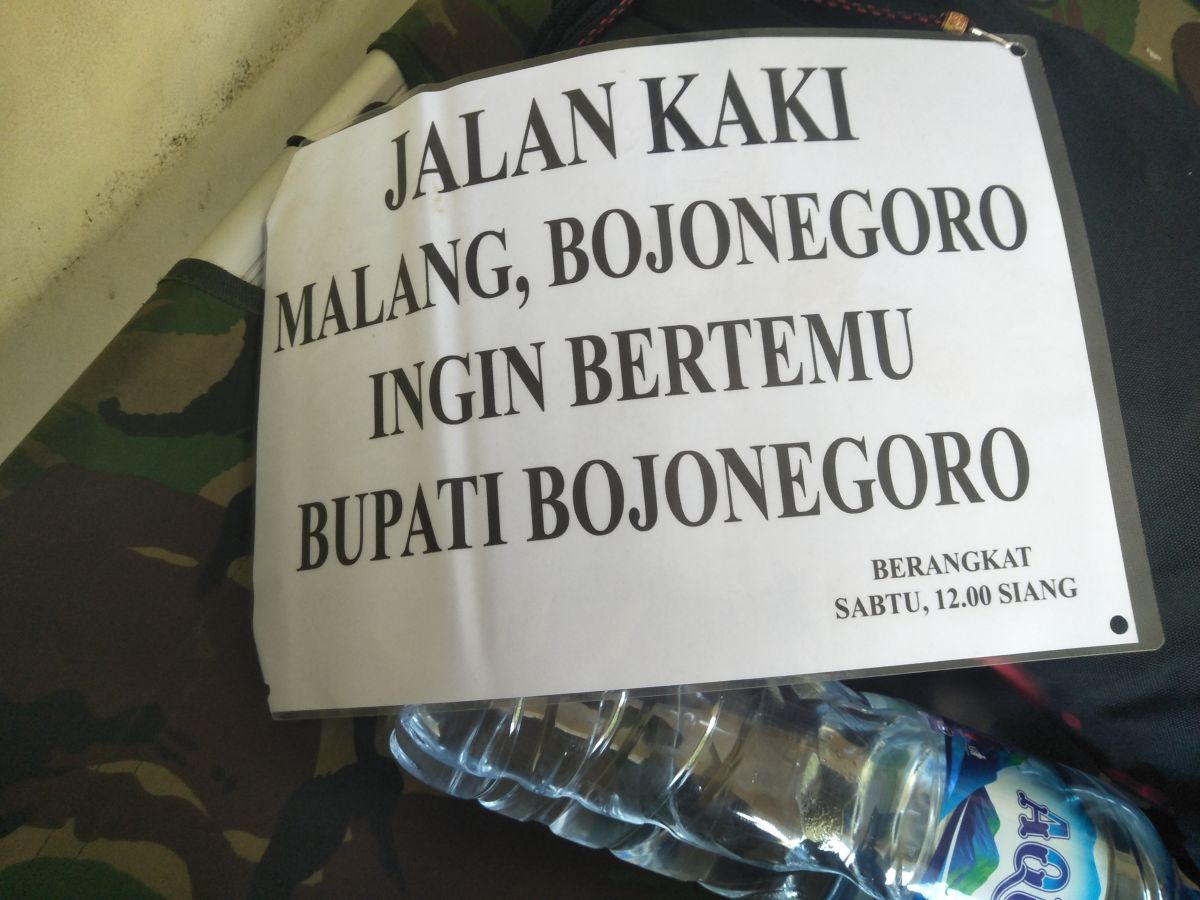 JALAN KAKI
MALANG, BOJONEGORO
INGIN BERTEMU
BUPATI BOJONEGORO
BERANGKAT
SABTU, 12.00 SIANG